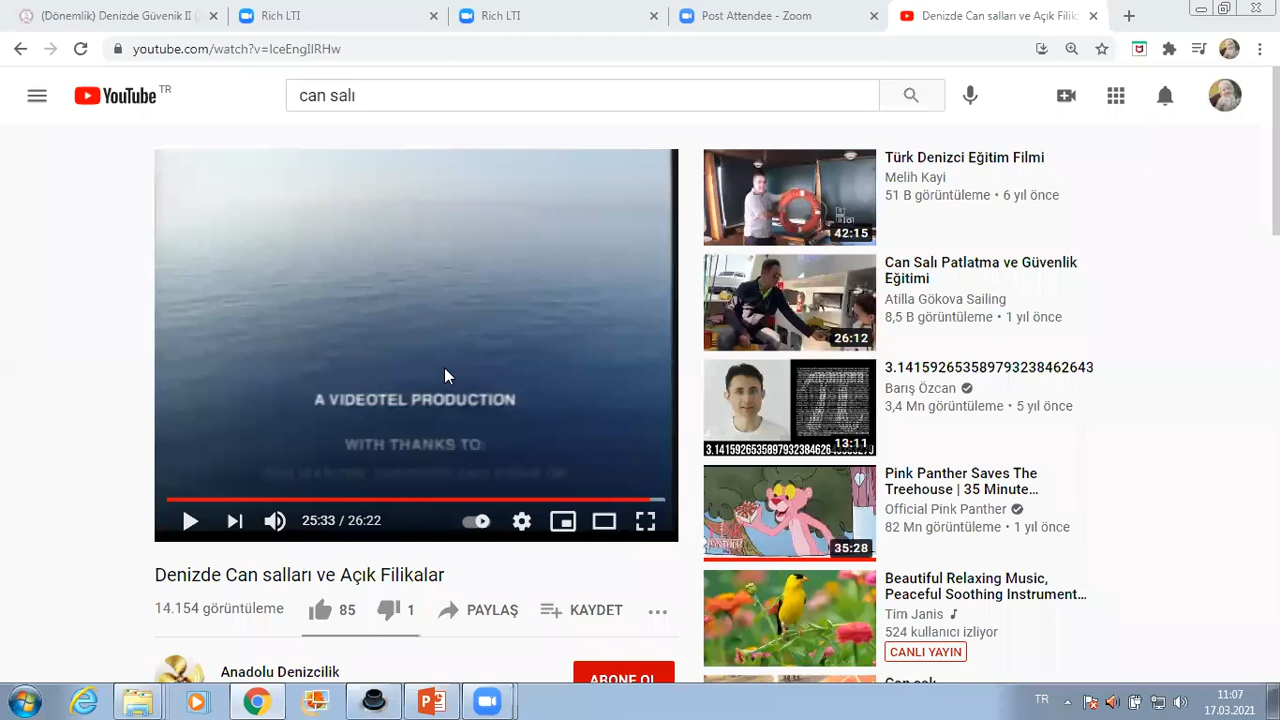 (Dönemlik) Denizde Güvenlik II D
Rich LTI
Rich LTI
Post Attendee - Zoom
Denizde Can salları ve Açık Filik
youtube.com/watch?v=IceEngIIRHw
YouTube TR
can salı
A VIDEOTEL PRODUCTION
WITH THANKS TO:
25:33 / 26:22
Denizde Can salları ve Açık Filikalar
14.154 görüntüleme
85
1
PAYLAŞ
KAYDET
Anadolu Denizcilik
ABONE OL
Türk Denizci Eğitim Filmi
Melih Kayi
51 B görüntüleme • 6 yıl önce
42:15
Can Salı Patlatma ve Güvenlik
Eğitimi
Atilla Gökova Sailing
8,5 B görüntüleme • 1 yıl önce
26:12
3.141592653589793238462643
Barış Özcan
3,4 Mn görüntüleme • 5 yıl önce
13:11
Pink Panther Saves The
Treehouse | 35 Minute…
Official Pink Panther
82 Mn görüntüleme • 1 yıl önce
35:28
Beautiful Relaxing Music,
Peaceful Soothing Instrument…
Tim Janis
524 kullanıcı izliyor
CANLI YAYIN
Can salı
TR
11:07
17.03.2021